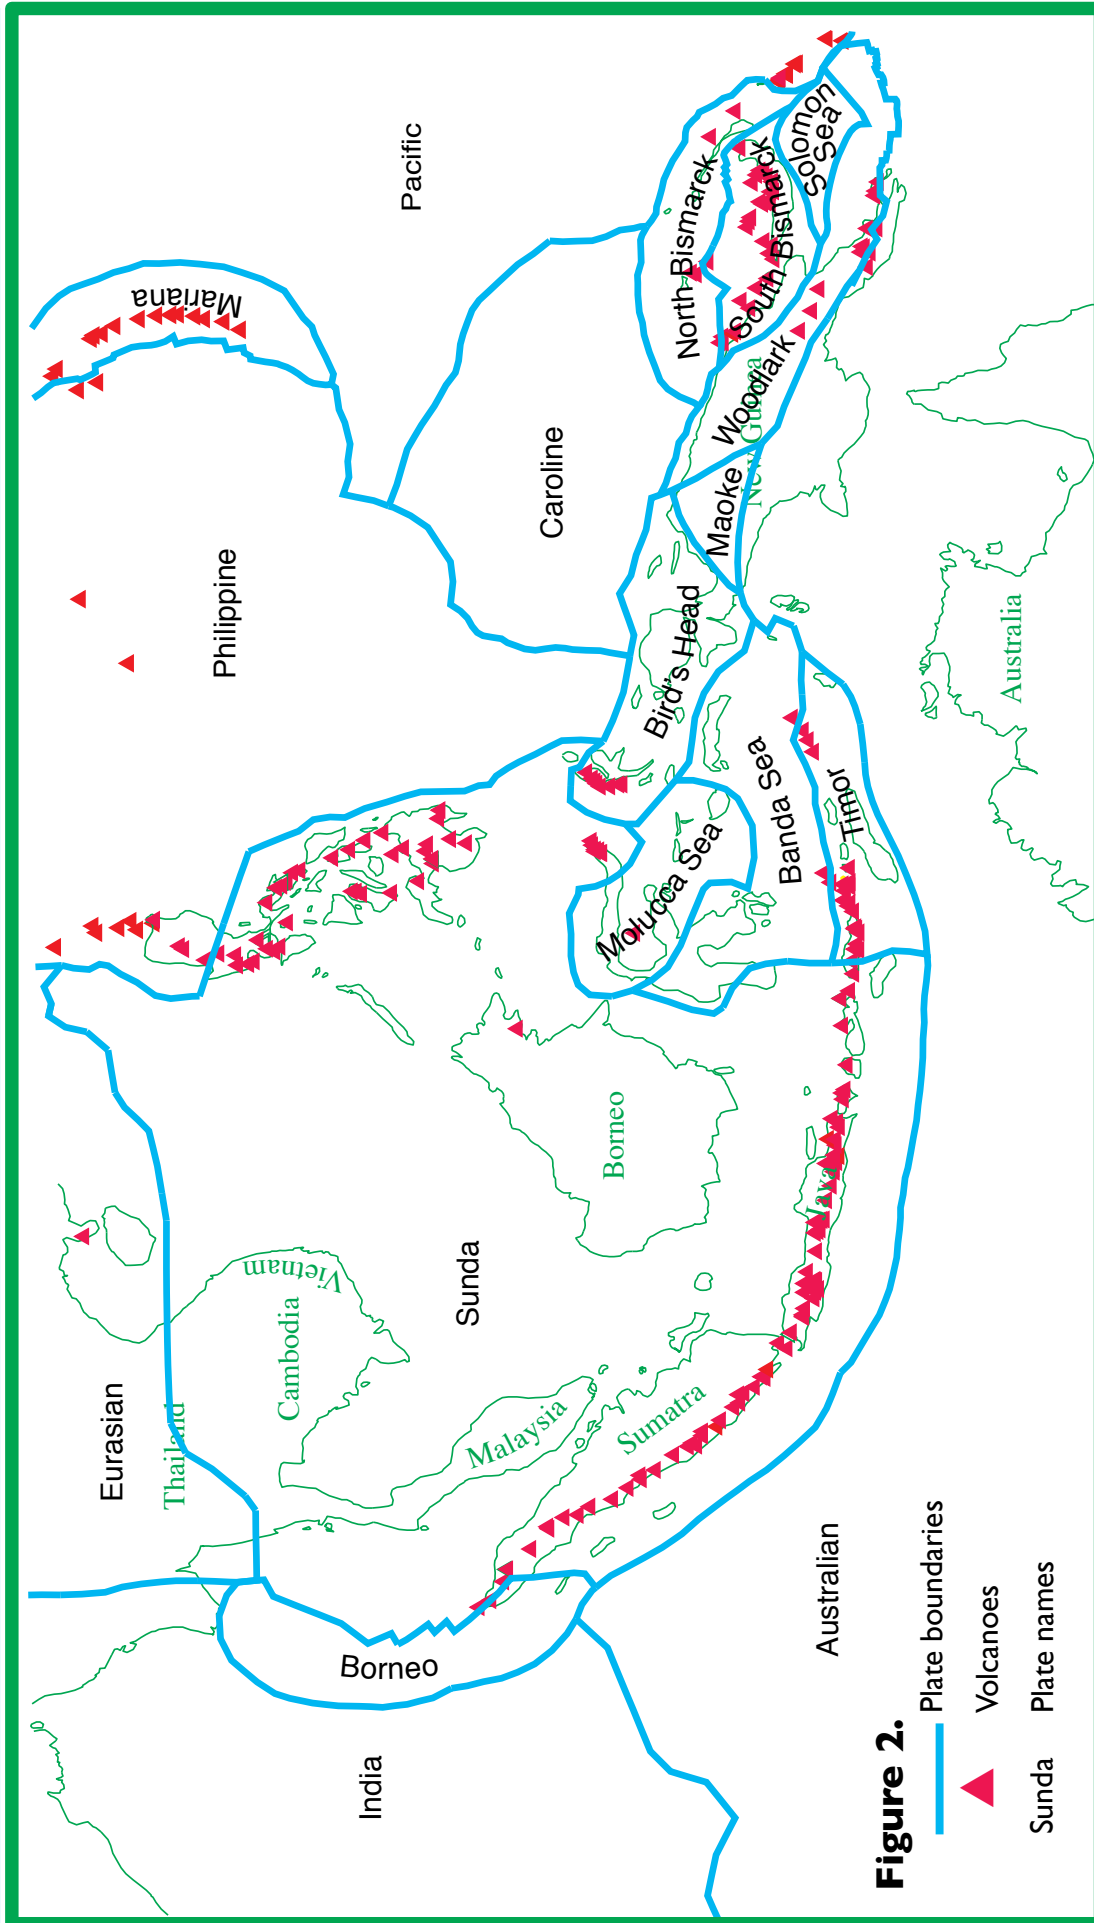 Eurasian
Thailand
Vietnam
Cambodia
Malaysia
Sumatra
Sunda
Borneo
Java
India
Borneo
Australian
Philippine
Mariana
Pacific
Caroline
North Bismarck
South Bismarck
Solomon
Sea
Woodlark
New Guinea
Maoke
Bird's Head
Molucca Sea
Banda Sea
Timor
Australia
Figure 2.
Plate boundaries
Volcanoes
Sunda Plate names